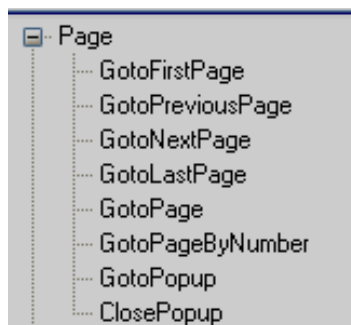 Page
GotoFirstPage
GotoPreviousPage
GotoNextPage
GotoLastPage
GotoPage
GotoPageByNumber
GotoPopup
ClosePopup